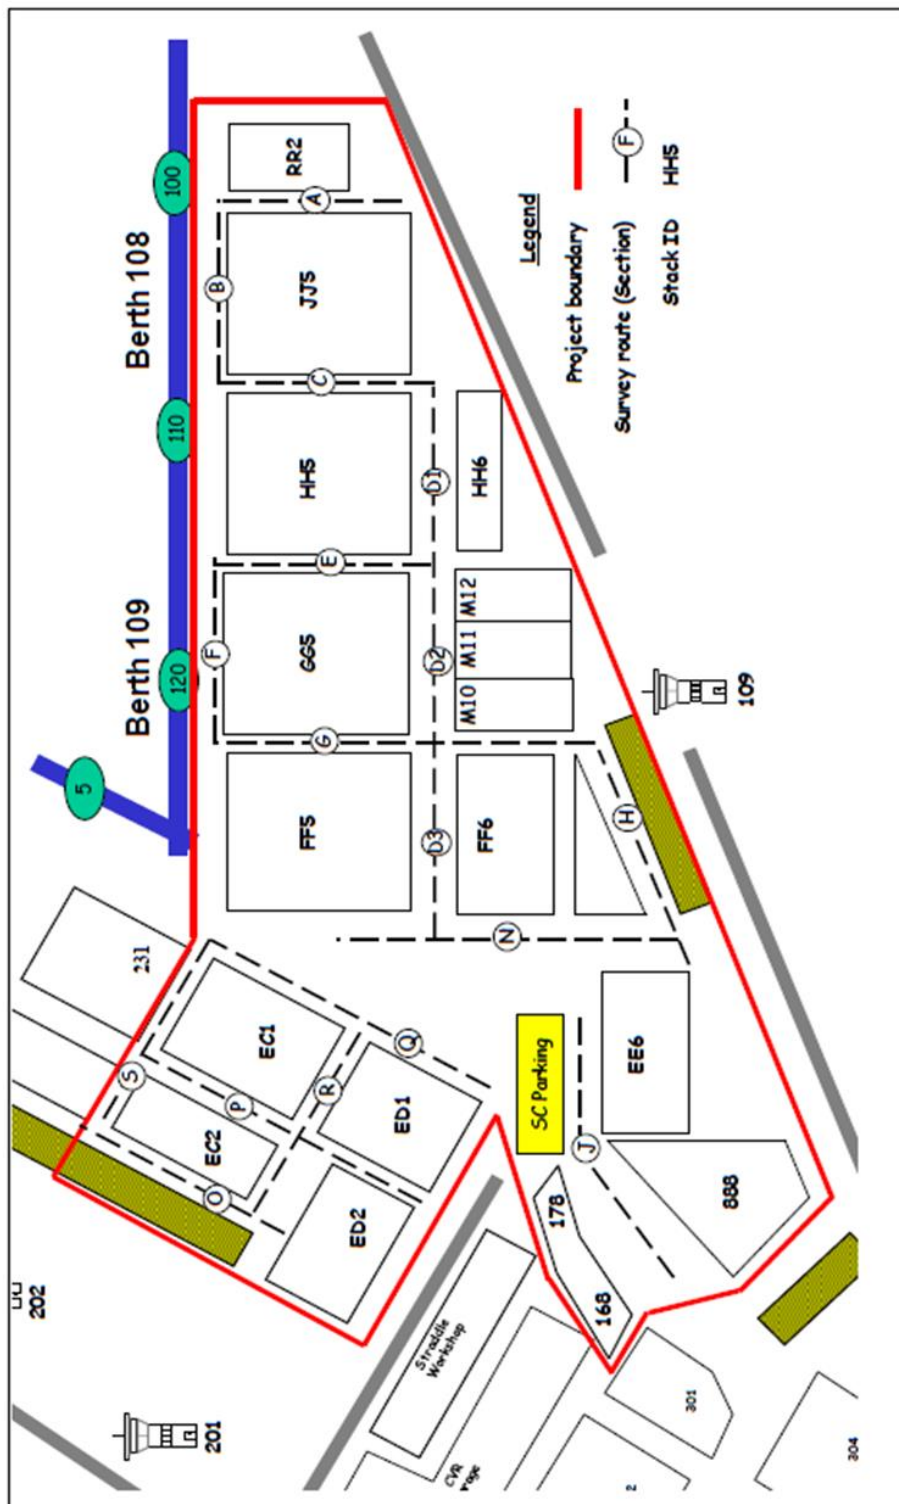 RR2
A
100
Berth 108
B
JJ5
C
110
HH5
D1
HH6
E
Berth 109
120
F
GG5
D2
M12
M11
M10
G
5
FF5
D3
FF6
H
109
N
231
EC1
Q
S
P
R
EC2
ED1
O
ED2
SC Parking
EE6
J
178
168
888
Straddle
Workshop
202
201
CVR
301
304
2
Legend
Project boundary
Survey route (Section)
F
Stack ID
HH5